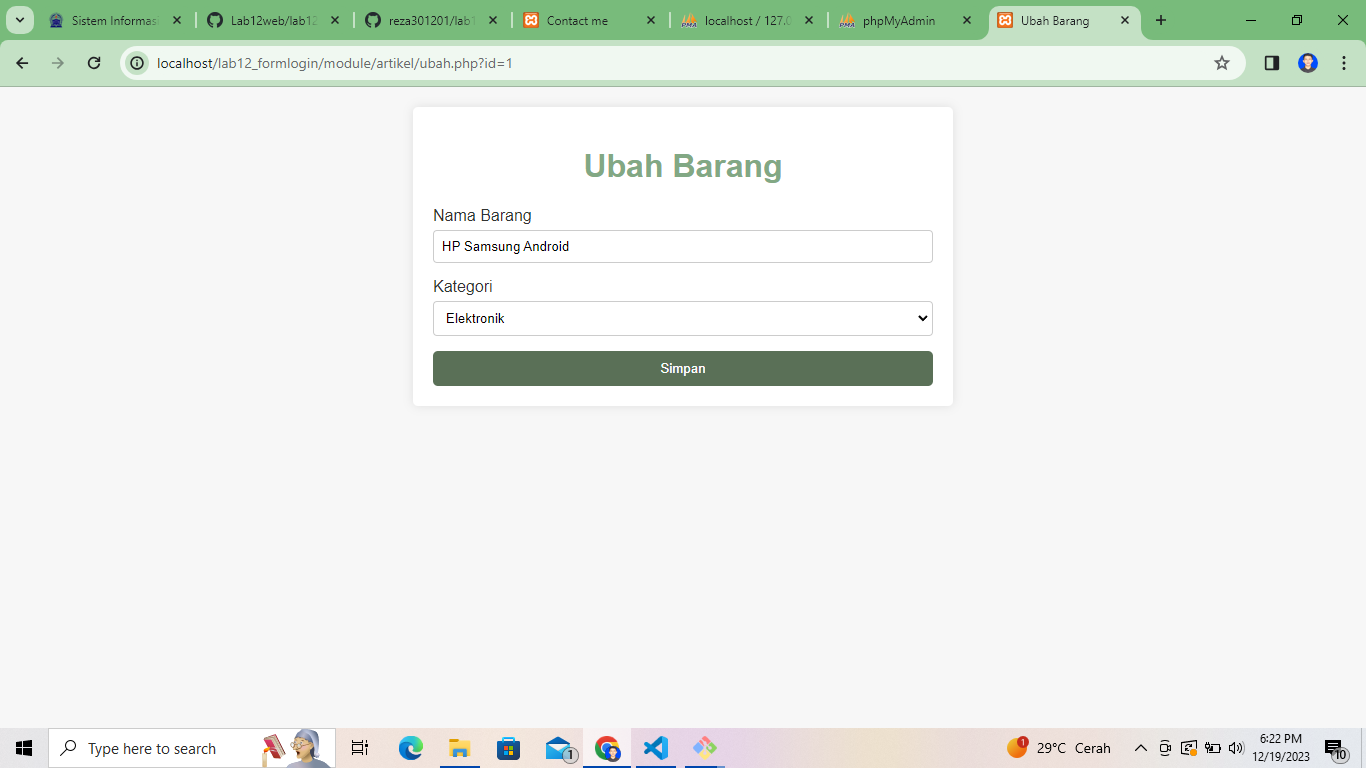 Sistem Informasi
Lab12web/lab12
reza301201/lab1
Contact me
localhost / 127.0
phpMyAdmin
Ubah Barang
localhost/lab12_formlogin/module/artikel/ubah.php?id=1
Ubah Barang
Nama Barang
HP Samsung Android
Kategori
Elektronik
Simpan
Type here to search
1
1
29°C Cerah
6:22 PM
12/19/2023
10